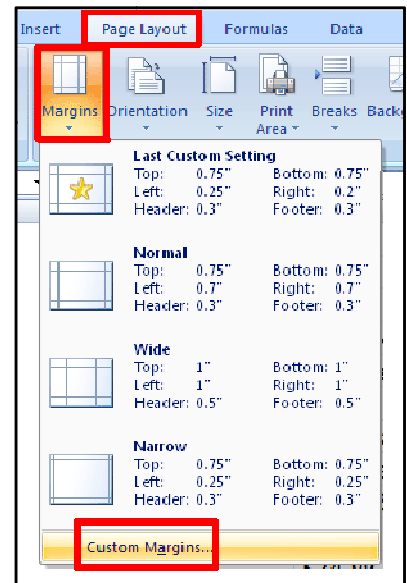 Insert Page Layout Formulas Data
Margins Orientation Size Print Area Breaks
Last Custom Setting
Top: 0.75" Bottom: 0.75"
Left: 0.25" Right: 0.2"
Header: 0.3" Footer: 0.3"
Normal
Top: 0.75" Bottom: 0.75"
Left: 0.7" Right: 0.7"
Header: 0.3" Footer: 0.3"
Wide
Top: 1" Bottom: 1"
Left: 1" Right: 1"
Header: 0.5" Footer: 0.5"
Narrow
Top: 0.75" Bottom: 0.75"
Left: 0.25" Right: 0.25"
Header: 0.3" Footer: 0.3"
Custom Margins...